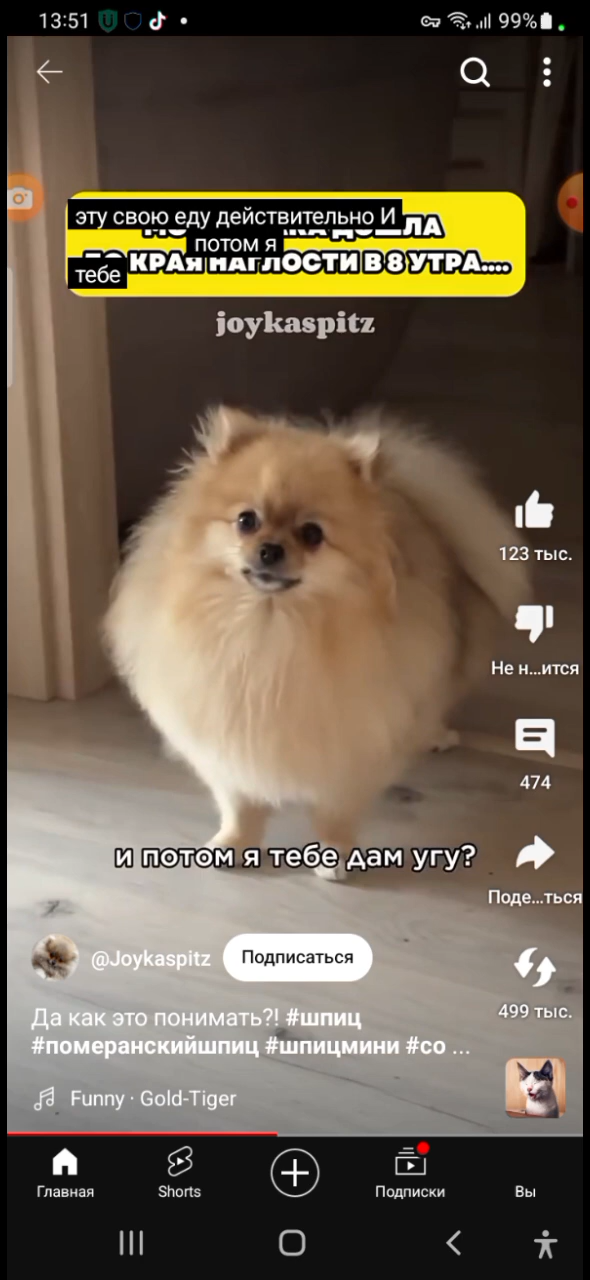 13:51
99%
эту свою еду действительно И
потом я
тебе
КРАЯ НАГЛОСТИ В 8 УТРА....
joykaspitz
123 тыс.
Не н...ится
474
и потом я тебе дам угу?
Поде...ться
@Joykaspitz
Подписаться
499 тыс.
Да как это понимать?! #шпиц
#померанскийшпиц #шпицмини #со ...
Funny · Gold-Tiger
Главная
Shorts
Подписки
Вы